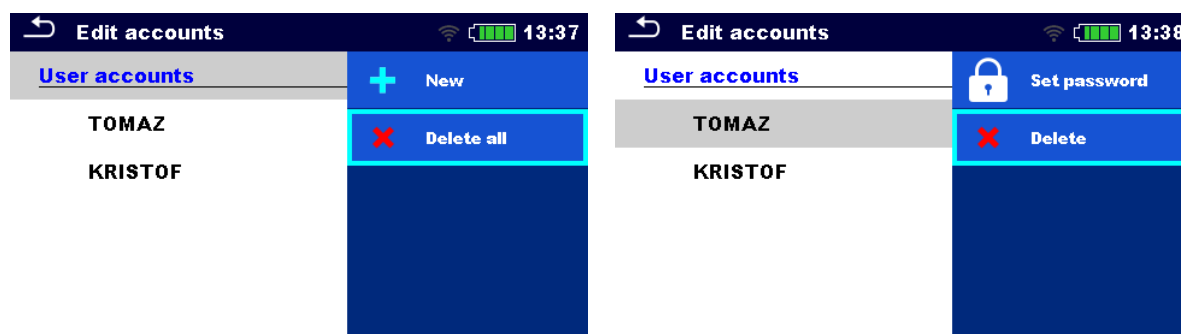 Edit accounts 13:37
User accounts
New
TOMAZ
Delete all
KRISTOF
Edit accounts 13:38
User accounts
Set password
TOMAZ
Delete
KRISTOF